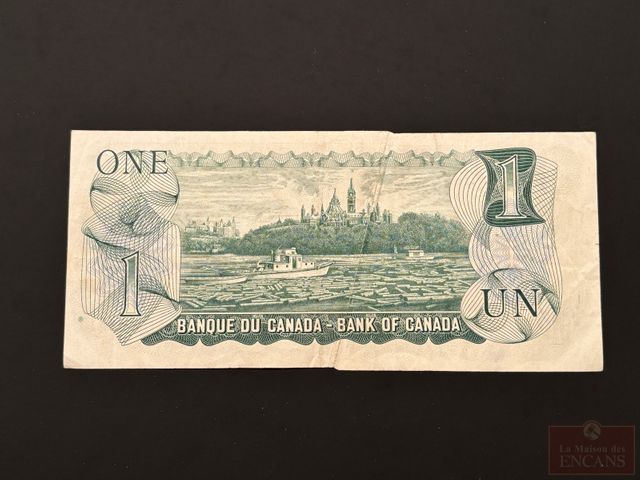 ONE
1
1
UN
BANQUE DU CANADA - BANK OF CANADA
La Maison des
ENCANS